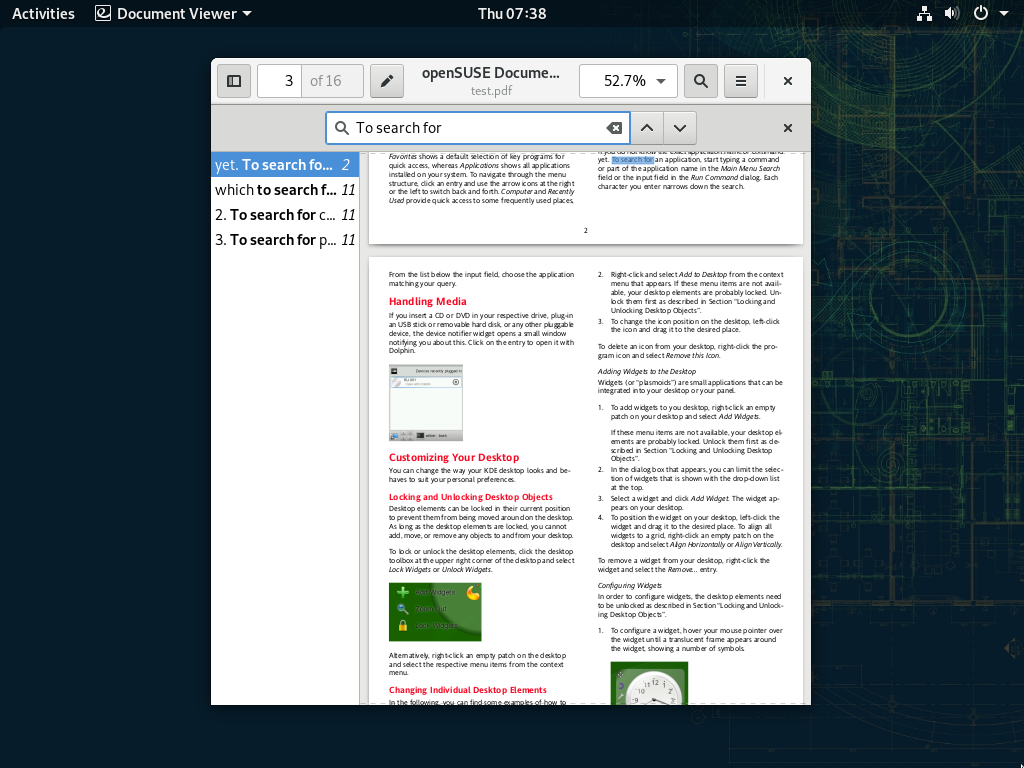 Activities
Document Viewer
Thu 07:38
3
of 16
openSUSE Docume...
test.pdf
52.7%
To search for
yet. To search fo... 2
which to search f... 11
2. To search for c... 11
3. To search for p... 11
Favorites shows a default selection of key programs for
quick access, whereas Applications shows all applications
installed on your system. To navigate through the menu
structure, click an entry and use the arrow icons at the right
or the left to switch back and forth. Computer and Recently
Used provide quick access to some frequently used places,
yet. To search for an application, start typing a command
or part of the application name in the Main Menu Search
field or the input field in the Run Command dialog. Each
character you enter narrows down the search.
2
From the list below the input field, choose the application
matching your query.
Handling Media
If you insert a CD or DVD in your respective drive, plug-in
an USB stick or removable hard disk, or any other pluggable
device, the device notifier widget opens a small window
notifying you about this. Click on the entry to open it with
Dolphin.
Devices recently plugged in
Customizing Your Desktop
You can change the way your KDE desktop looks and be-
haves to suit your personal preferences.
Locking and Unlocking Desktop Objects
Desktop elements can be locked in their current position
to prevent them from being moved around on the desktop.
As long as the desktop elements are locked, you cannot
add, move, or remove any objects to and from your desktop.
To lock or unlock the desktop elements, click the desktop
toolbox at the upper right corner of the desktop and select
Lock Widgets or Unlock Widgets.
Add Widgets
Zoom Out
Lock Widgets
Alternatively, right-click an empty patch on the desktop
and select the respective menu items from the context
menu.
Changing Individual Desktop Elements
In the following, you can find some examples of how to
2. Right-click and select Add to Desktop from the context
menu that appears. If these menu items are not avail-
able, your desktop elements are probably locked. Un-
lock them first as described in Section "Locking and
Unlocking Desktop Objects".
3. To change the icon position on the desktop, left-click
the icon and drag it to the desired place.
To delete an icon from your desktop, right-click the pro-
gram icon and select Remove this Icon.
Adding Widgets to the Desktop
Widgets (or "plasmoids") are small applications that can be
integrated into your desktop or your panel.
1. To add widgets to you desktop, right-click an empty
patch on your desktop and select Add Widgets.
If these menu items are not available, your desktop el-
ements are probably locked. Unlock them first as de-
scribed in Section "Locking and Unlocking Desktop
Objects".
2. In the dialog box that appears, you can limit the selec-
tion of widgets that is shown with the drop-down list
at the top.
3. Select a widget and click Add Widget. The widget ap-
pears on your desktop.
4. To position the widget on your desktop, left-click the
widget and drag it to the desired place. To align all
widgets to a grid, right-click an empty patch on the
desktop and select Align Horizontally or Align Vertically.
To remove a widget from your desktop, right-click the
widget and select the Remove... entry.
Configuring Widgets
In order to configure widgets, the desktop elements need
to be unlocked as described in Section "Locking and Unlock-
ing Desktop Objects".
1. To configure a widget, hover your mouse pointer over
the widget until a translucent frame appears around
the widget, showing a number of symbols.